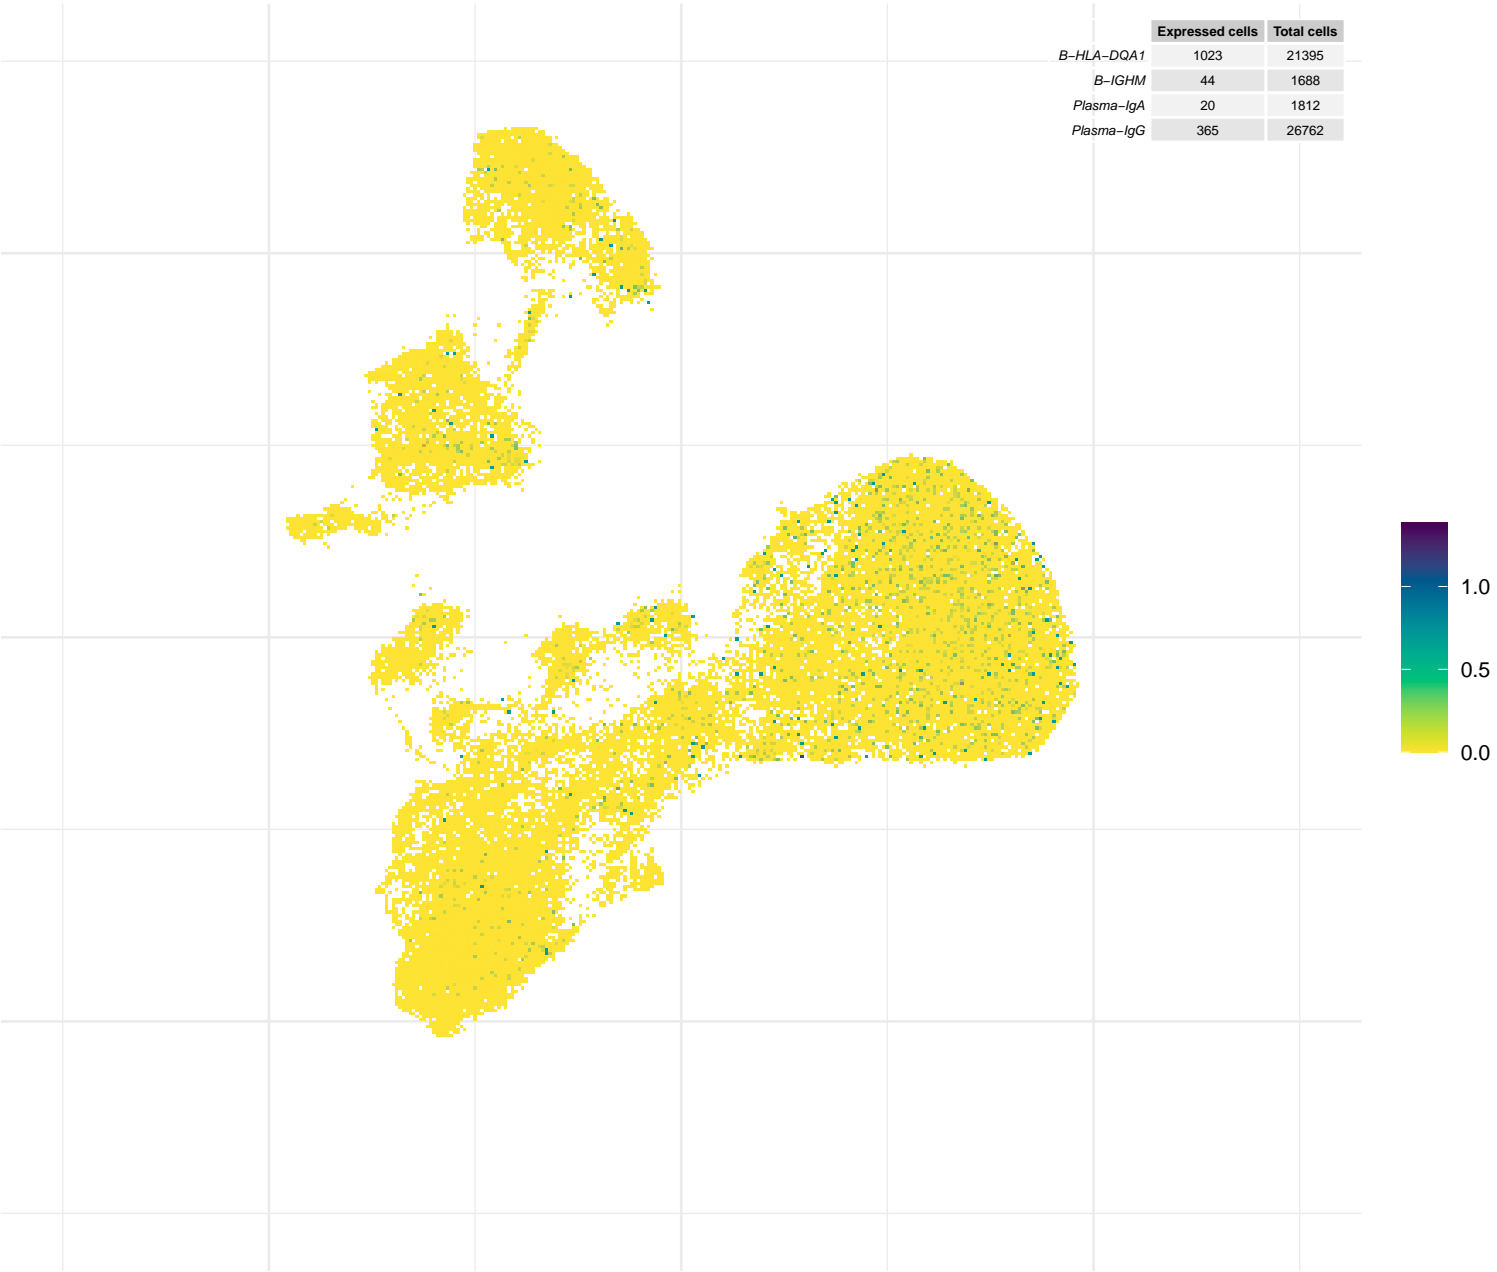 Expressed cells Total cells
B−HLA−DQA1 1023 21395
B−IGHM 44 1688
Plasma−IgA 20 1812
Plasma−IgG 365 26762
1.0
0.5
0.0